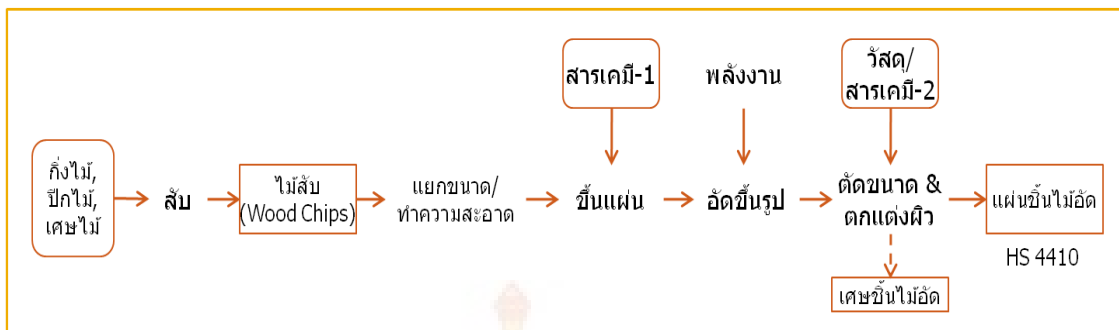 กิ่งไม้,
ปีกไม้,
เศษไม้
สับ
ไม้สับ
(Wood Chips)
แยกขนาด/
ทำความสะอาด
สารเคมี-1
ขึ้นแผ่น
พลังงาน
อัดขึ้นรูป
วัสดุ/
สารเคมี-2
ตัดขนาด &
ตกแต่งผิว
เศษชิ้นไม้อัด
แผ่นชิ้นไม้อัด
HS 4410